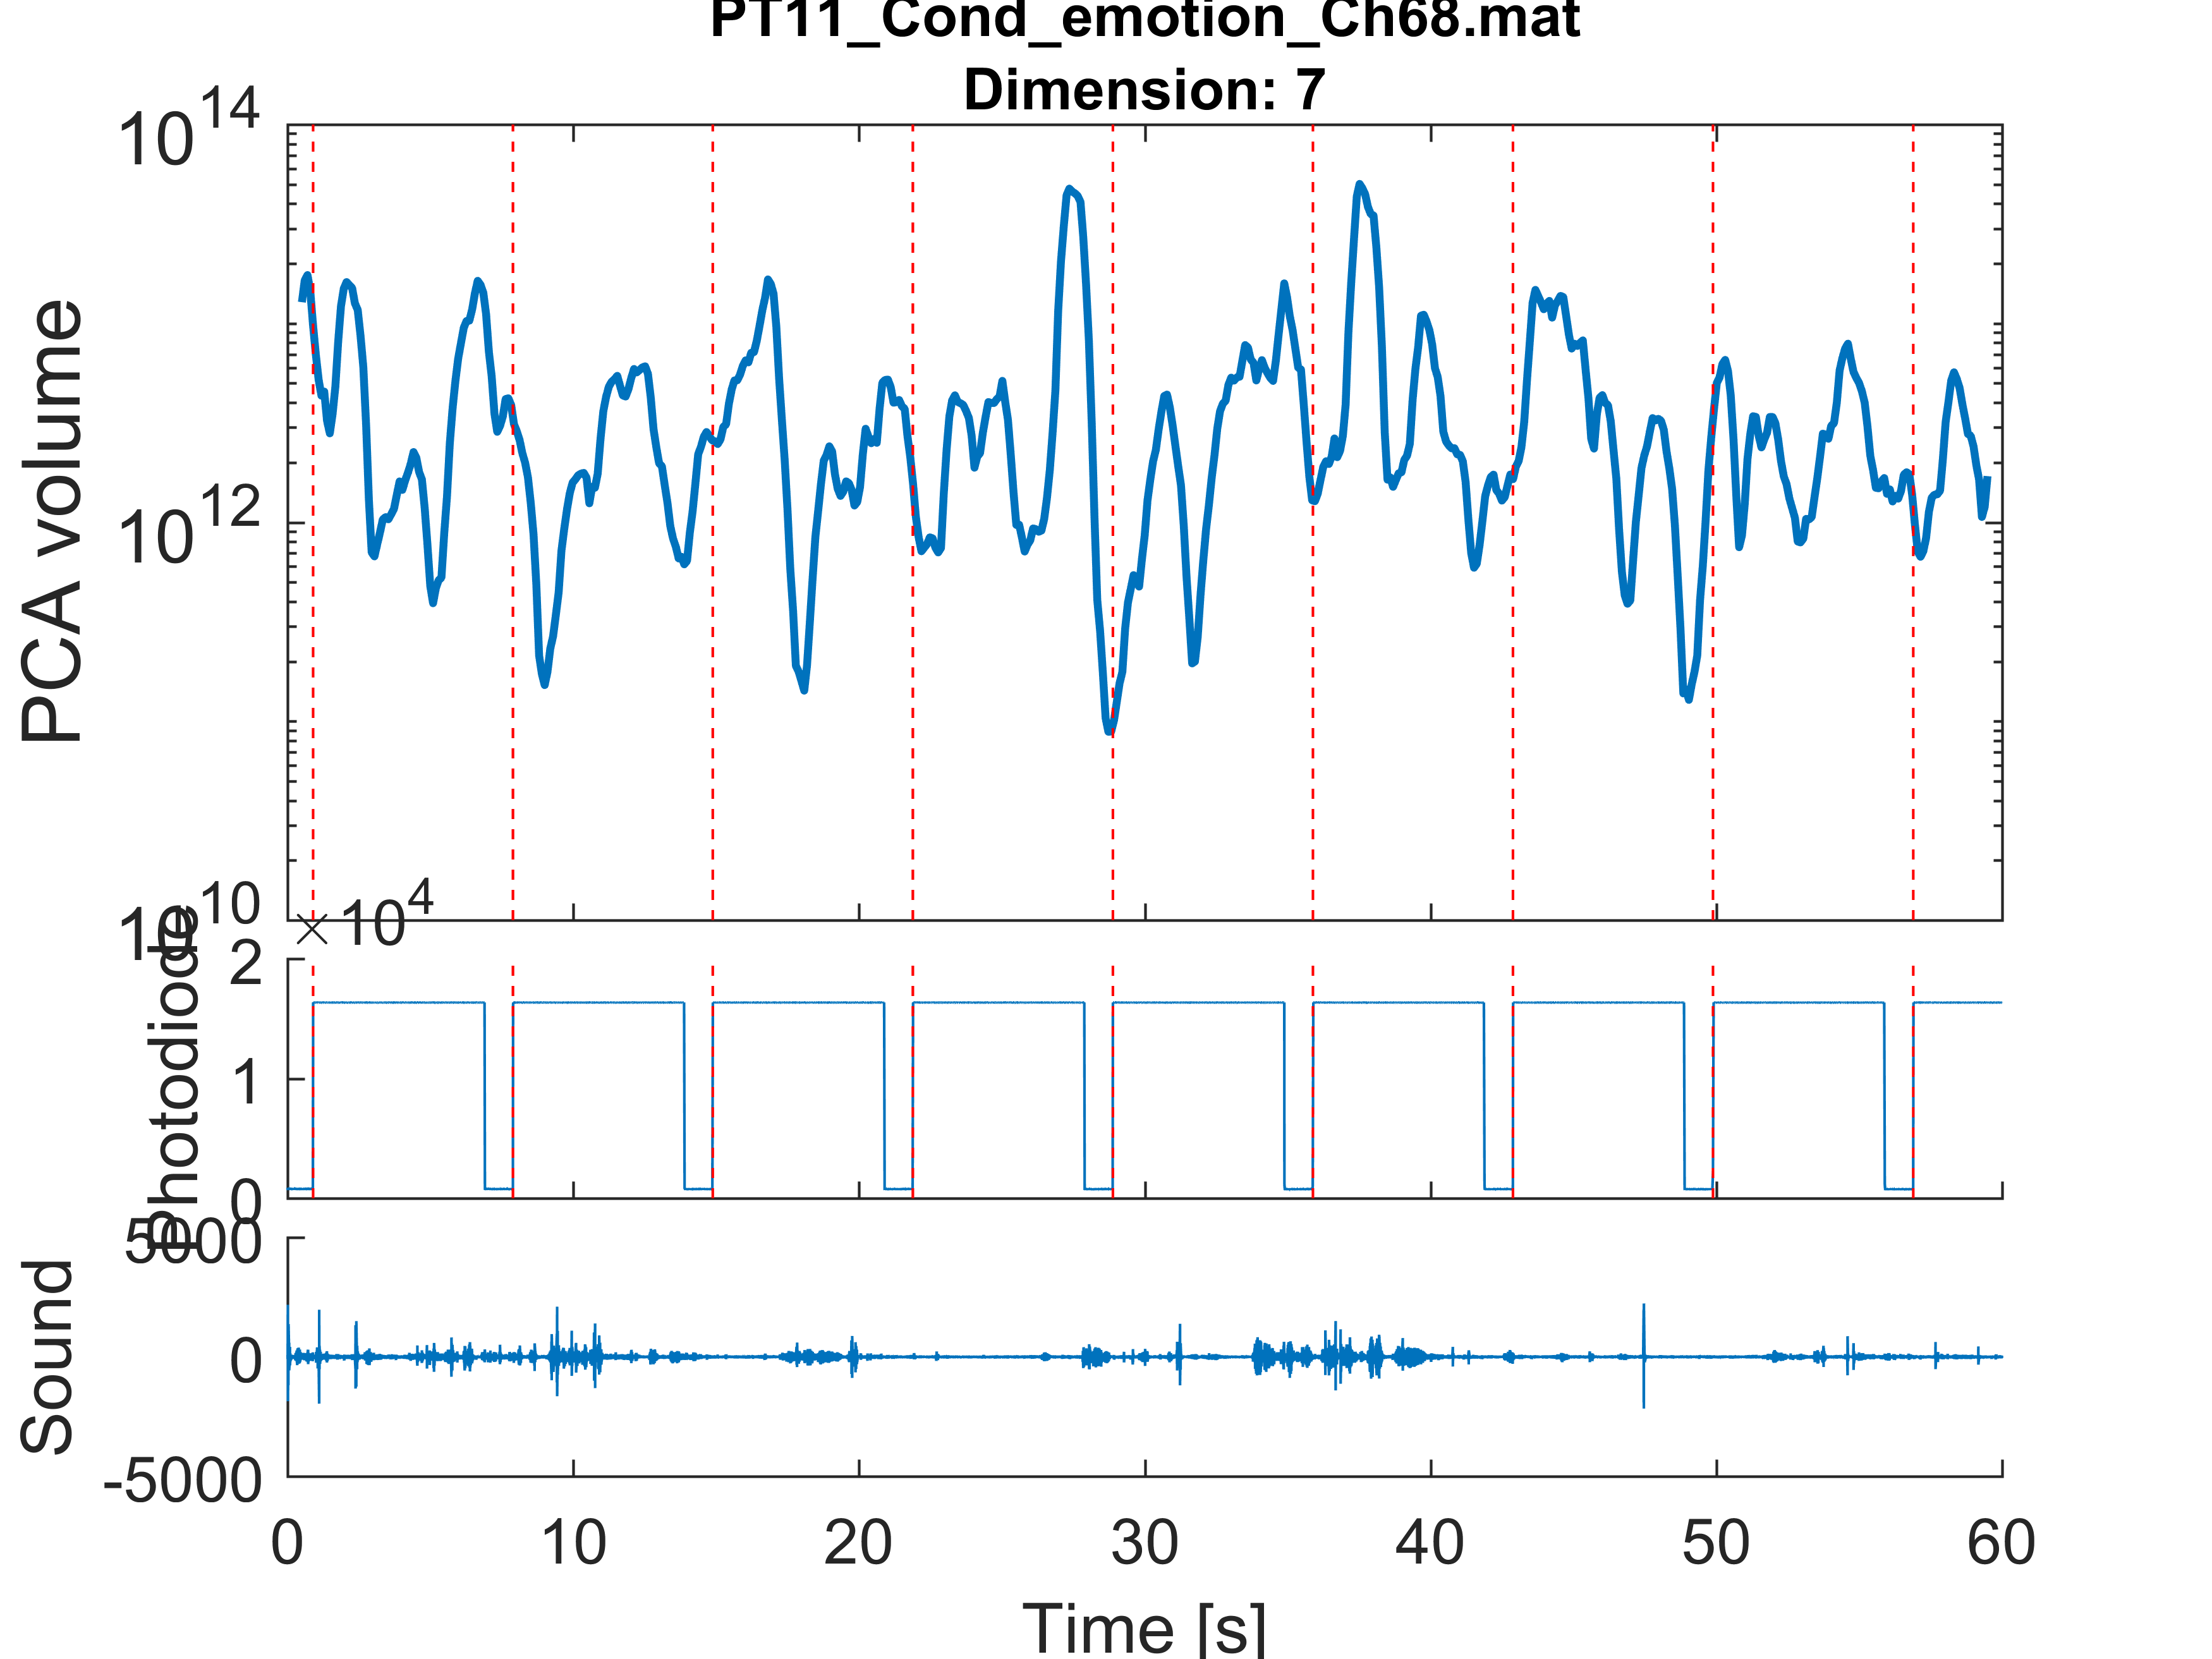 PT11_Cond_emotion_Ch68.mat
Dimension: 7
10^14
10^12
10^10
PCA volume
× 10^4
2
1
0
Photodiode
5000
0
-5000
Sound
0 10 20 30 40 50 60
Time [s]